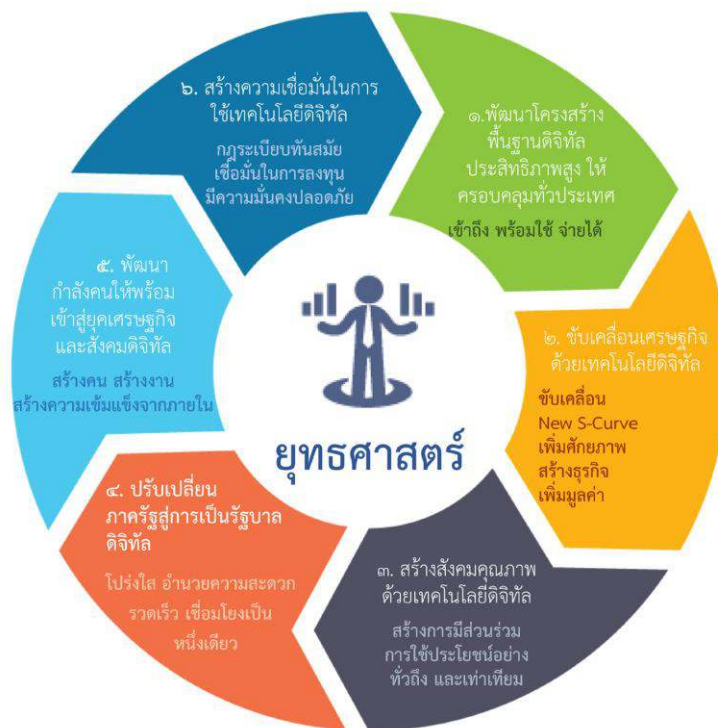 ยุทธศาสตร์
๑.พัฒนาโครงสร้าง
พื้นฐานดิจิทัล
ประสิทธิภาพสูง ให้
ครอบคลุมทั่วประเทศ
เข้าถึง พร้อมใช้ จ่ายได้
๒. ขับเคลื่อนเศรษฐกิจ
ด้วยเทคโนโลยีดิจิทัล
ขับเคลื่อน
New S-Curve
เพิ่มศักยภาพ
สร้างธุรกิจ
เพิ่มมูลค่า
๓. สร้างสังคมคุณภาพ
ด้วยเทคโนโลยีดิจิทัล
สร้างการมีส่วนร่วม
การใช้ประโยชน์อย่าง
ทั่วถึง และเท่าเทียม
๔. ปรับเปลี่ยน
ภาครัฐสู่การเป็นรัฐบาล
ดิจิทัล
โปร่งใส อำนวยความสะดวก
รวดเร็ว เชื่อมโยงเป็น
หนึ่งเดียว
๕. พัฒนา
กำลังคนให้พร้อม
เข้าสู่ยุคเศรษฐกิจ
และสังคมดิจิทัล
สร้างคน สร้างงาน
สร้างความเข้มแข็งจากภายใน
๖. สร้างความเชื่อมั่นในการ
ใช้เทคโนโลยีดิจิทัล
กฎระเบียบทันสมัย
เชื่อมั่นในการลงทุน
มีความมั่นคงปลอดภัย